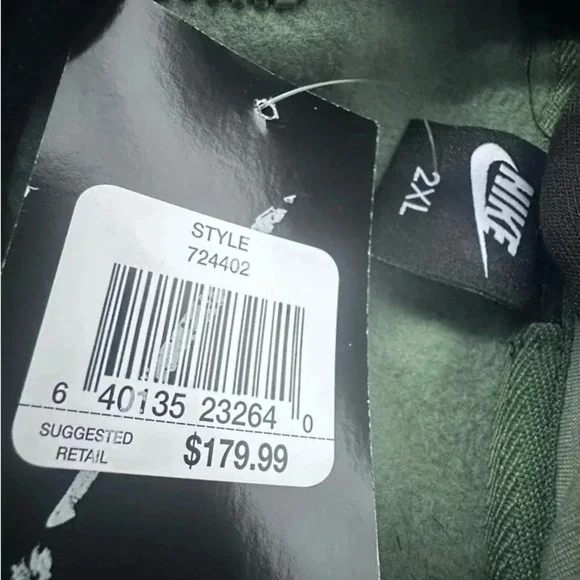 STYLE
724402
6 40135 23264 0
SUGGESTED
RETAIL
$179.99
2XL
NIKE